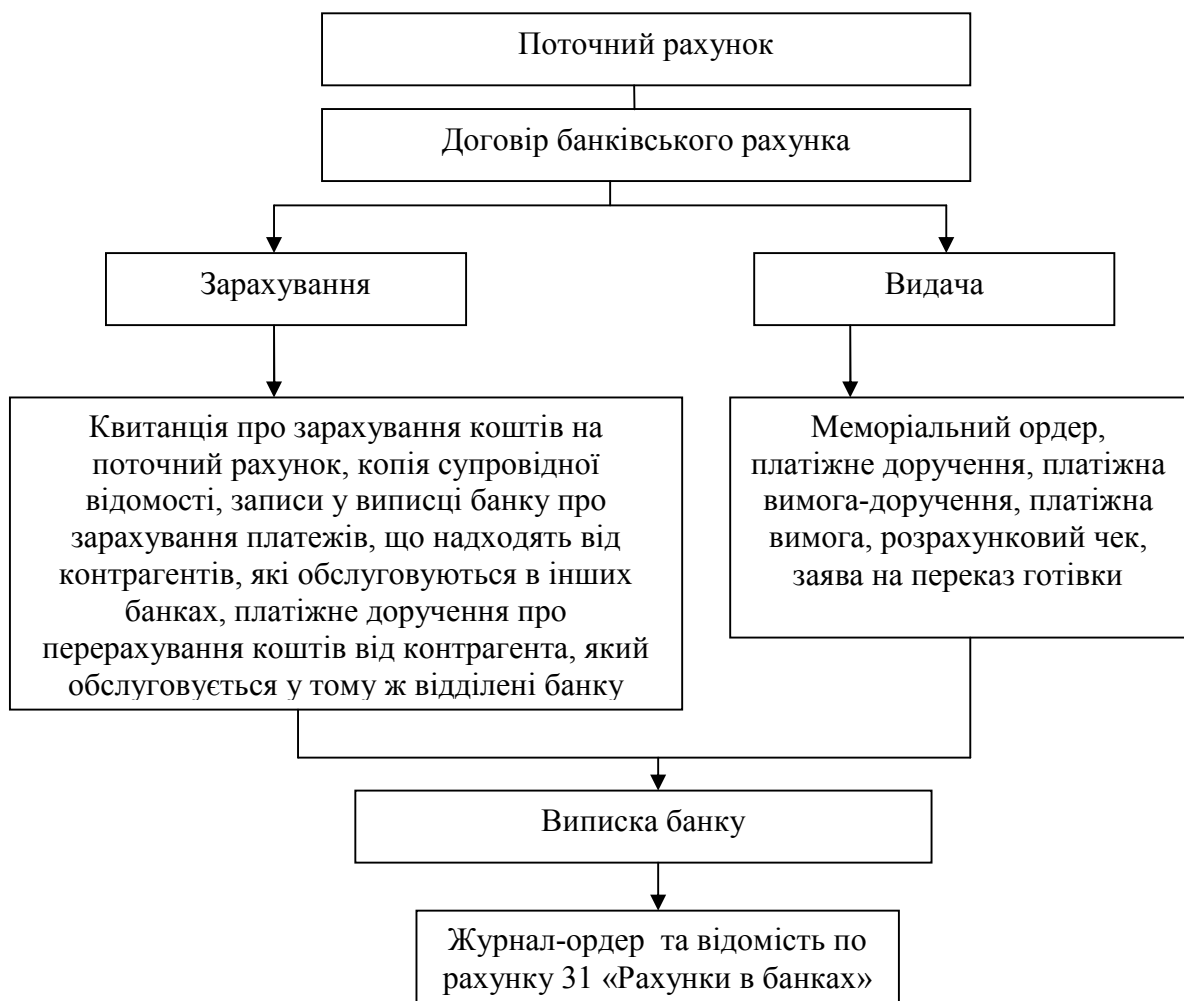 Поточний рахунок
Договір банківського рахунка
Зарахування
Видача
Квитанція про зарахування коштів на
поточний рахунок, копія супровідної
відомості, записи у виписці банку про
зарахування платежів, що надходять від
контрагентів, які обслуговуються в інших
банках, платіжне доручення про
перерахування коштів від контрагента, який
обслуговується у тому ж відділені банку
Меморіальний ордер,
платіжне доручення, платіжна
вимога-доручення, платіжна
вимога, розрахунковий чек,
заява на переказ готівки
Виписка банку
Журнал-ордер та відомість по
рахунку 31 «Рахунки в банках»